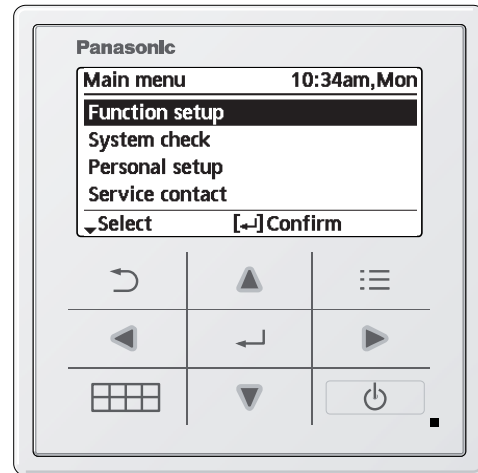 Panasonic
Main menu 10:34am,Mon
Function setup
System check
Personal setup
Service contact
Select [↵] Confirm